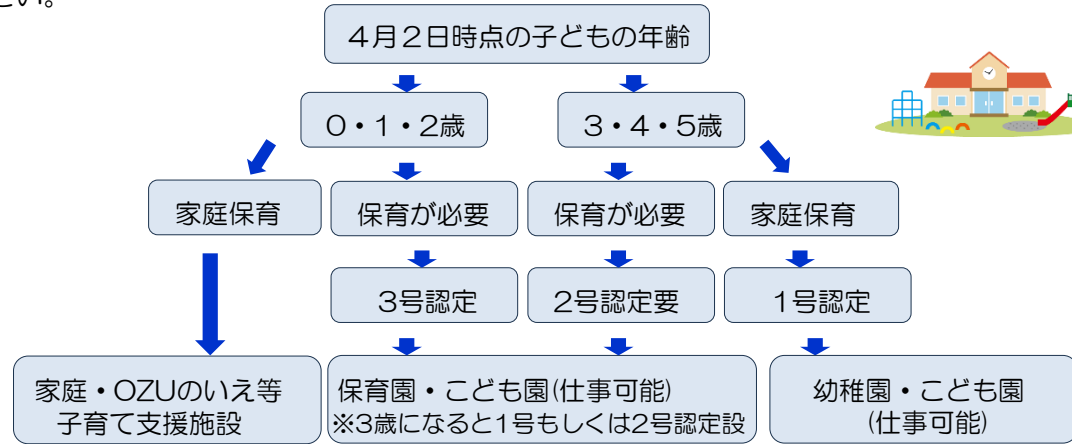 さい。
4月2日時点の子どもの年齢
0・1・2歳
3・4・5歳
家庭保育
保育が必要
保育が必要
家庭保育
3号認定
2号認定要
1号認定
家庭・OZUのいえ等
子育て支援施設
保育園・こども園(仕事可能)
※3歳になると1号もしくは2号認定設
幼稚園・こども園
(仕事可能)